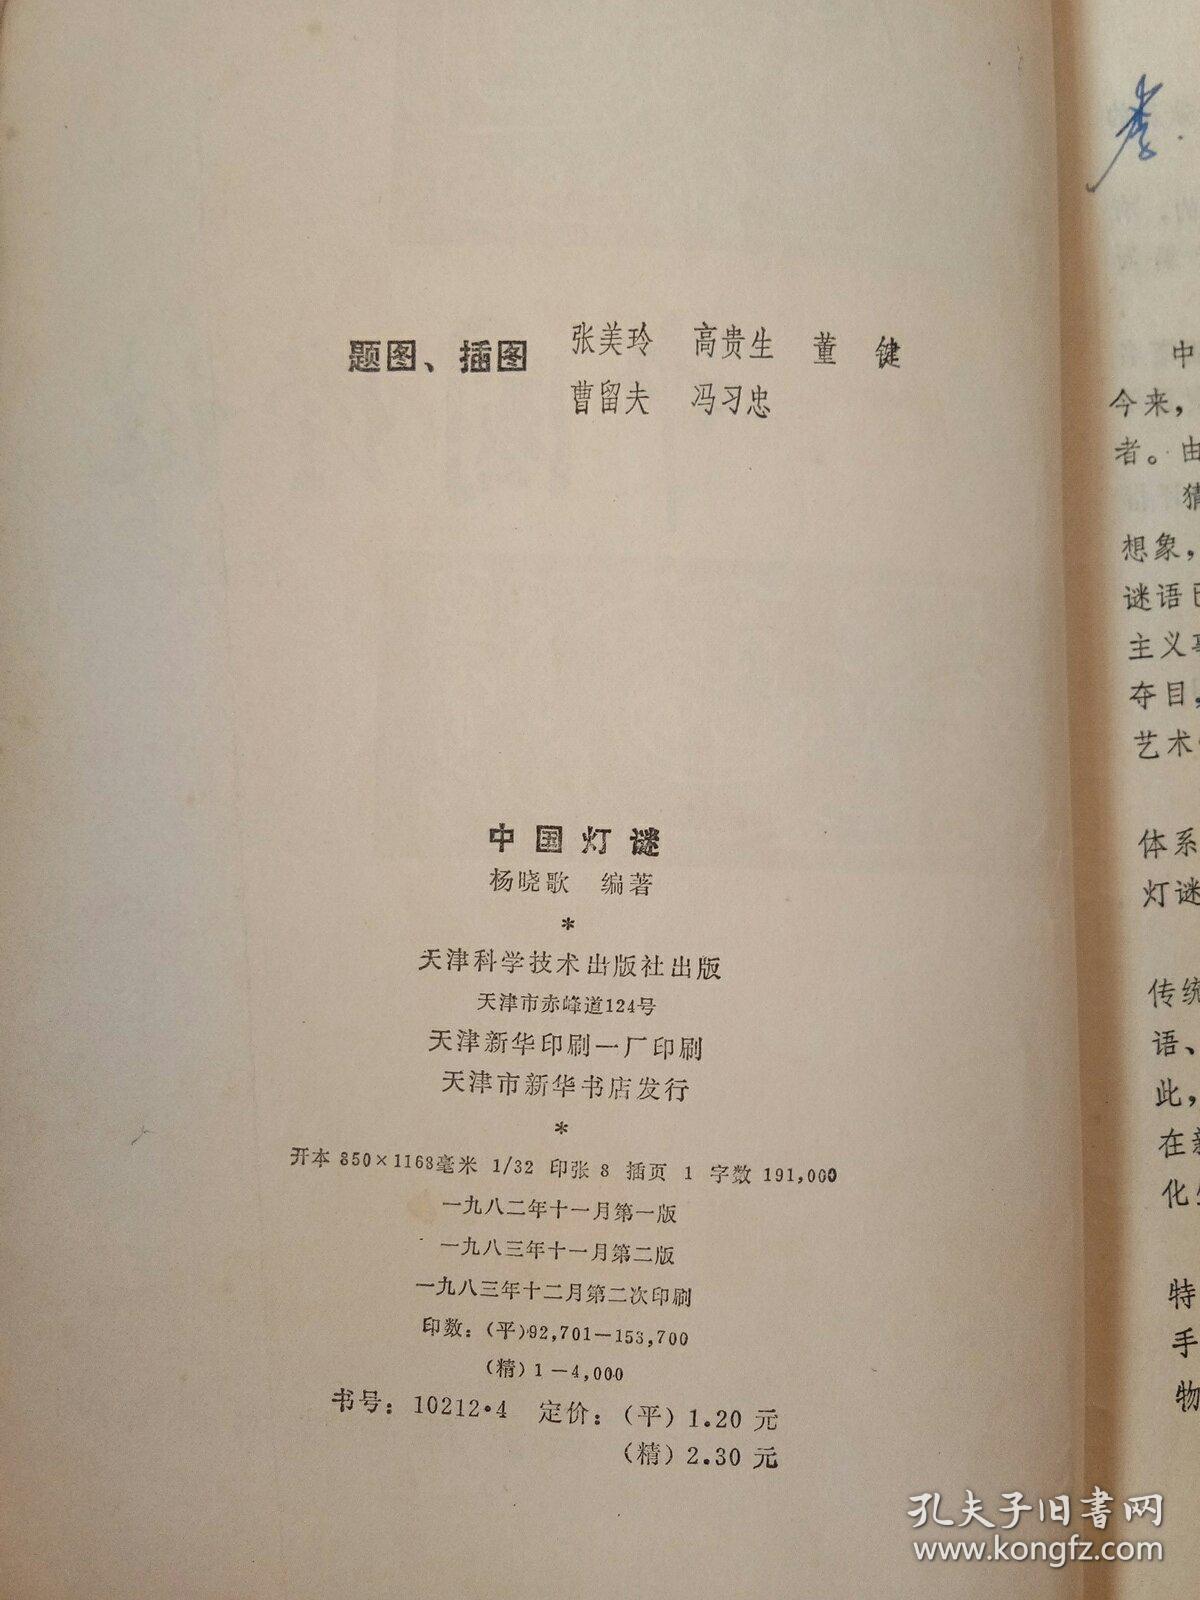 题图、插图
张美玲 高贵生 董 键
曹留夫 冯习忠
中国灯谜
杨晓歌 编著
*
天津科学技术出版社出版
天津市赤峰道124号
天津新华印刷一厂印刷
天津市新华书店发行
*
开本 850×1168毫米 1/32 印张 8 插页 1 字数 191,000
一九八二年十一月第一版
一九八三年十一月第二版
一九八三年十二月第二次印刷
印数：(平)92,701—153,700
(精)1—4,000
书号：10212·4 定价：(平)1.20元
(精)2.30元
中
今来，
者。由
猜
想象，
谜语已
主义事
夺目，
艺术
体系
灯谜
传统
语、
此，
在新
化
特
手
物
孔夫子旧书网
www.kongfz.com